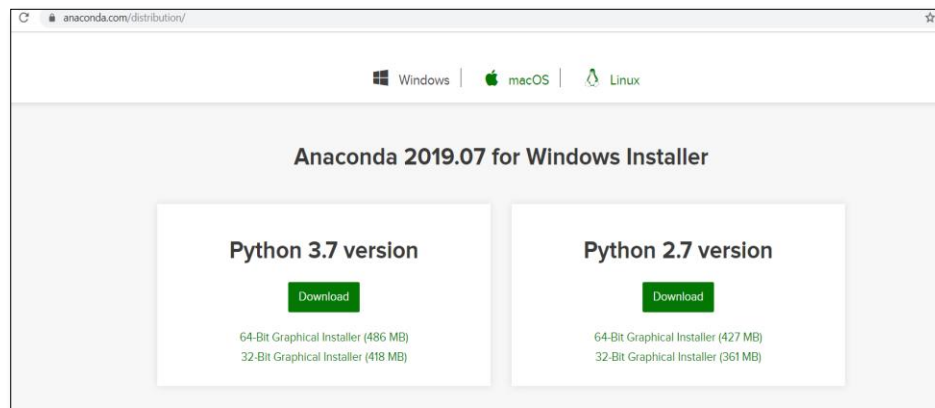 anaconda.com/distribution/
Windows macOS Linux
Anaconda 2019.07 for Windows Installer
Python 3.7 version
Download
64-Bit Graphical Installer (486 MB)
32-Bit Graphical Installer (418 MB)
Python 2.7 version
Download
64-Bit Graphical Installer (427 MB)
32-Bit Graphical Installer (361 MB)